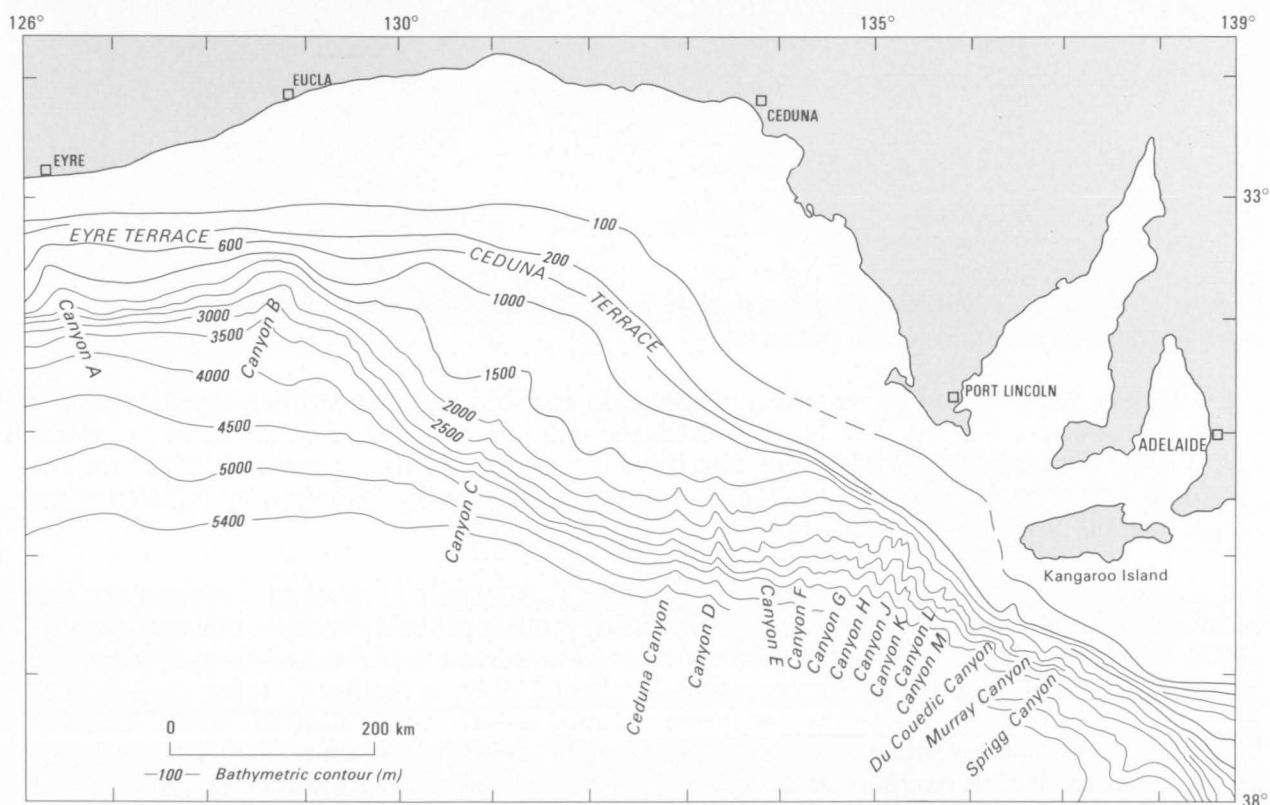 126°
130°
135°
139°
EUCLA
CEDUNA
EYRE
33°
100
EYRE TERRACE
600
200
CEDUNA
TERRACE
1000
3000
3500
Canyon A
Canyon B
4000
1500
2000
2500
4500
5000
5400
Canyon C
PORT LINCOLN
ADELAIDE
Kangaroo Island
Ceduna Canyon
Canyon D
Canyon E
Canyon F
Canyon G
Canyon H
Canyon J
Canyon K
Canyon L
Canyon M
Du Couedic Canyon
Murray Canyon
Sprigg Canyon
0 200 km
—100— Bathymetric contour (m)
38°